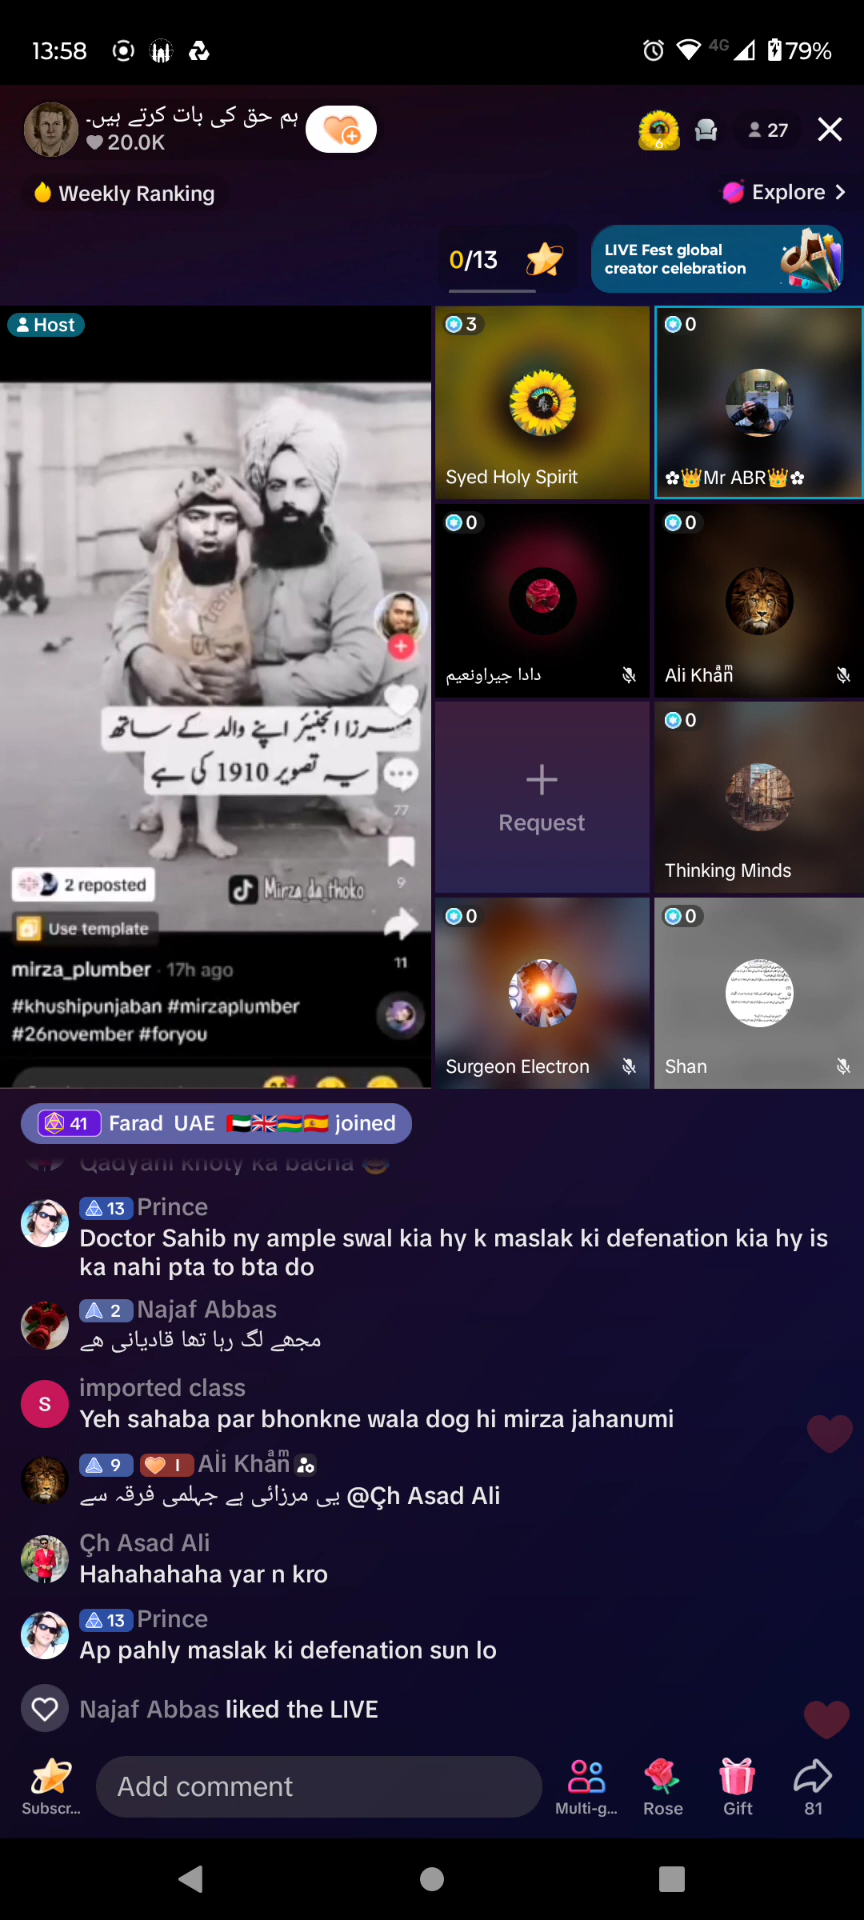 13:58
4G
79%
ہم حق کی بات کرتے ہیں۔
20.0K
6
27
Weekly Ranking
Explore
0/13
LIVE Fest global
creator celebration
Host
3
Syed Holy Spirit
0
✿👑Mr ABR👑✿
0
دادا جیراونعیم
0
Ali Khản
مرزا انجنیئر اپنے والد کے ساتھ
یہ تصویر 1910 کی ہے
77
9
11
2 reposted
Mirza_da_thoko
Use template
mirza_plumber · 17h ago
#khushipunjaban #mirzaplumber
#26november #foryou
+
Request
0
Thinking Minds
0
Surgeon Electron
0
Shan
41 Farad UAE 🇦🇪🇬🇧🇲🇺🇪🇸 joined
Qadyani khoty ka bacha 😂
13 Prince
Doctor Sahib ny ample swal kia hy k maslak ki defenation kia hy is
ka nahi pta to bta do
2 Najaf Abbas
مجھے لگ رہا تھا قادیانی ھے
S
imported class
Yeh sahaba par bhonkne wala dog hi mirza jahanumi
9 I Ali Khånͫ
یی مرزائی ہے جہلمی فرقہ سے @Çh Asad Ali
Çh Asad Ali
Hahahahaha yar n kro
13 Prince
Ap pahly maslak ki defenation sun lo
Najaf Abbas liked the LIVE
Subscr...
Add comment
Multi-g...
Rose
Gift
81